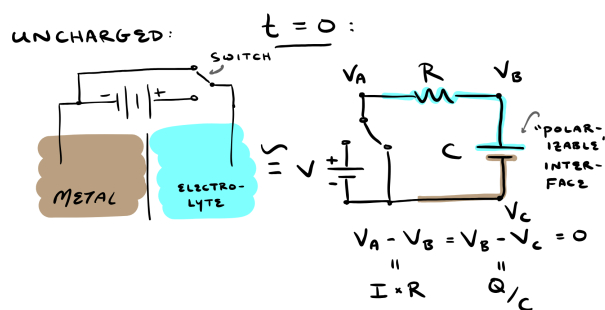 UNCHARGED:
t = 0 :
SWITCH
- +
METAL
ELECTRO-
LYTE
≅
V
+
-
V_A
R
V_B
C
"POLAR-
IZABLE"
INTER-
FACE
V_C
V_A - V_B = V_B - V_C = 0
" "
I × R Q/C